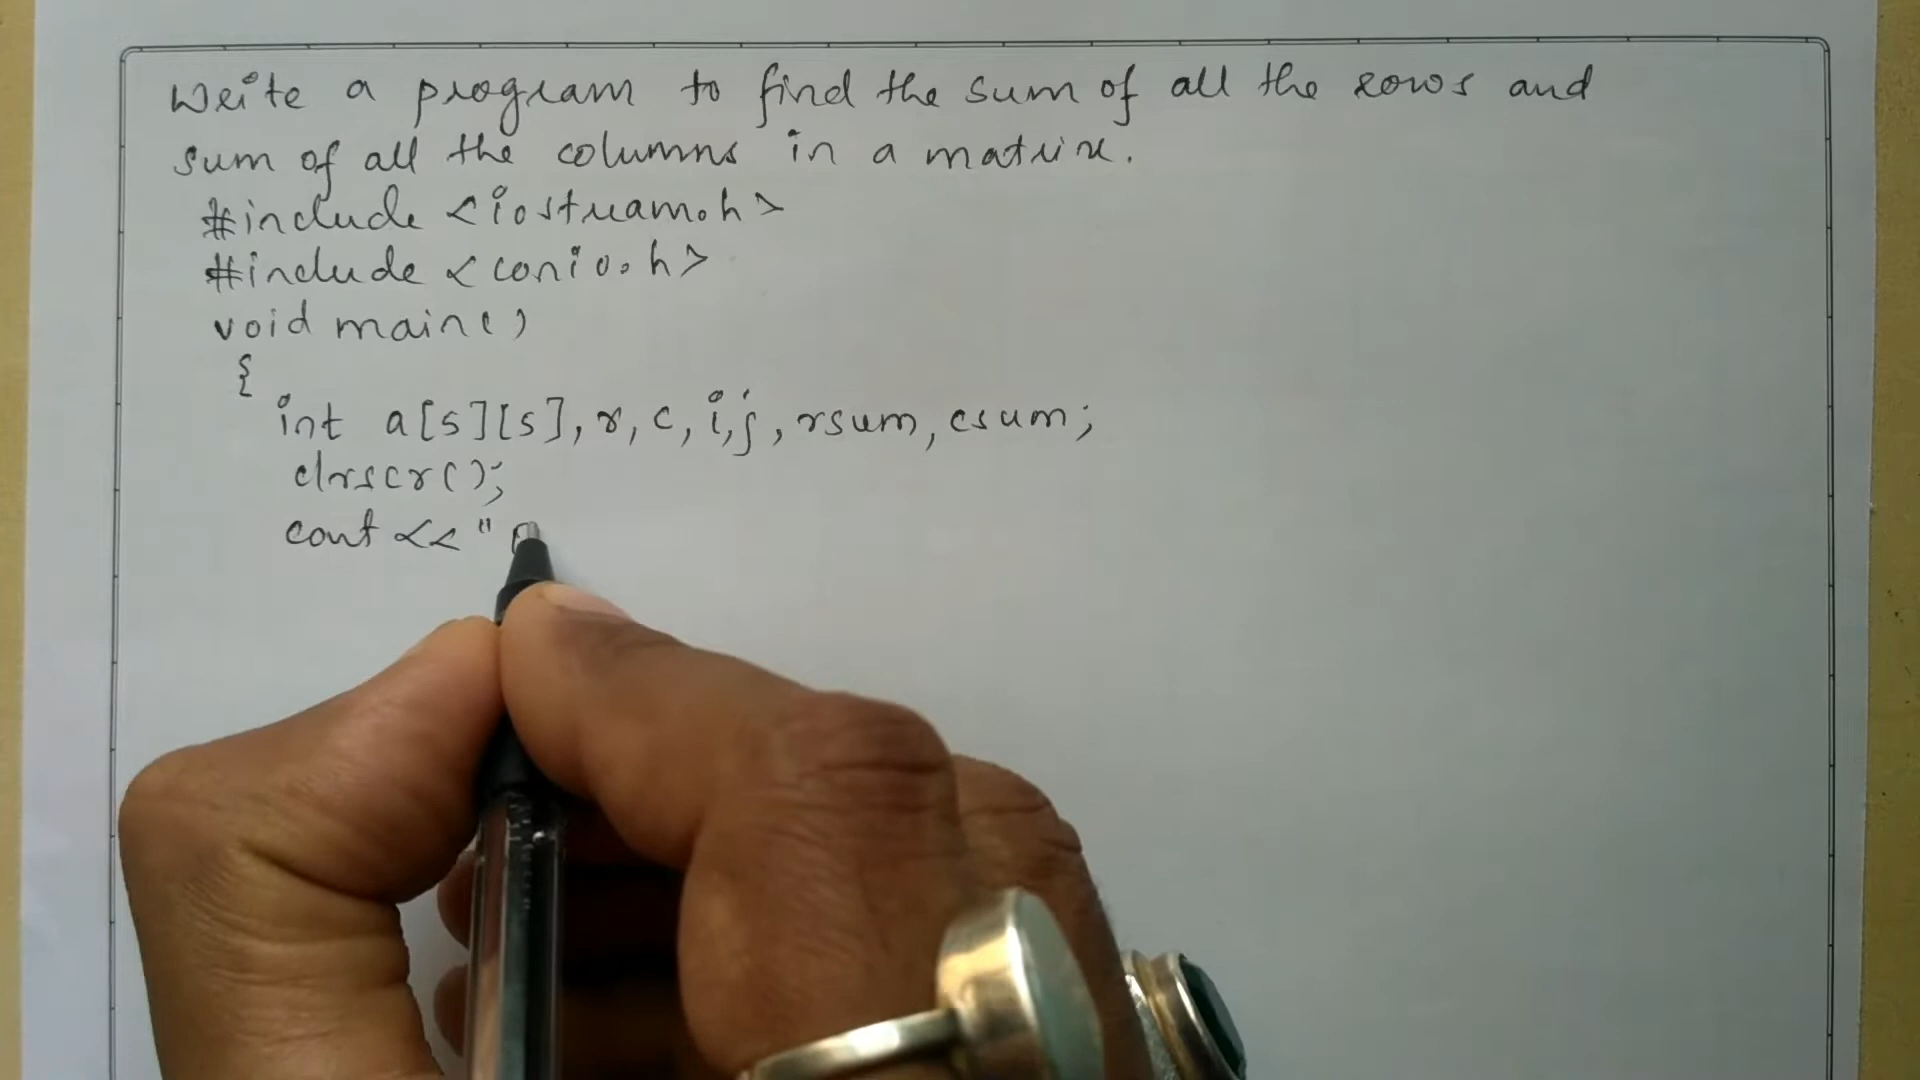 Write a program to find the sum of all the rows and
sum of all the columns in a matrix.
#include <iostream.h>
#include <conio.h>
void main()
{
int a[5][5], r, c, i, j, rsum, csum;
clrscr();
cout << "